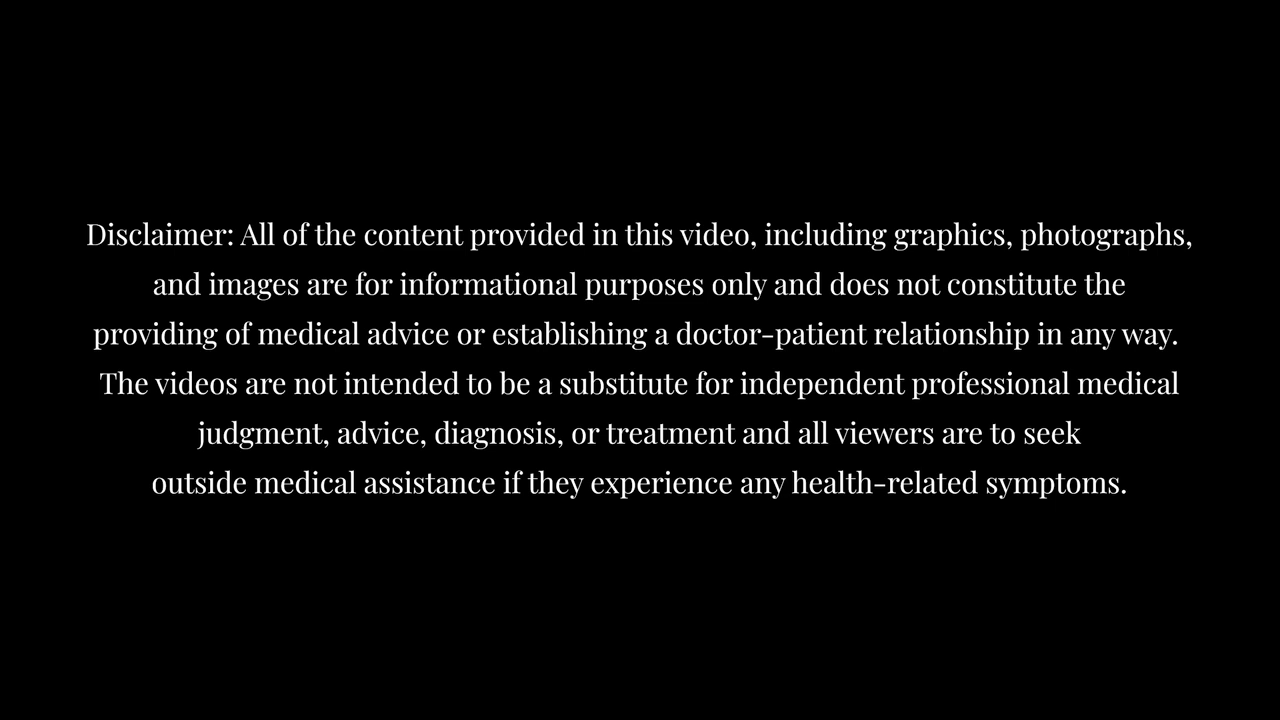 Disclaimer: All of the content provided in this video, including graphics, photographs,
and images are for informational purposes only and does not constitute the
providing of medical advice or establishing a doctor-patient relationship in any way.
The videos are not intended to be a substitute for independent professional medical
judgment, advice, diagnosis, or treatment and all viewers are to seek
outside medical assistance if they experience any health-related symptoms.